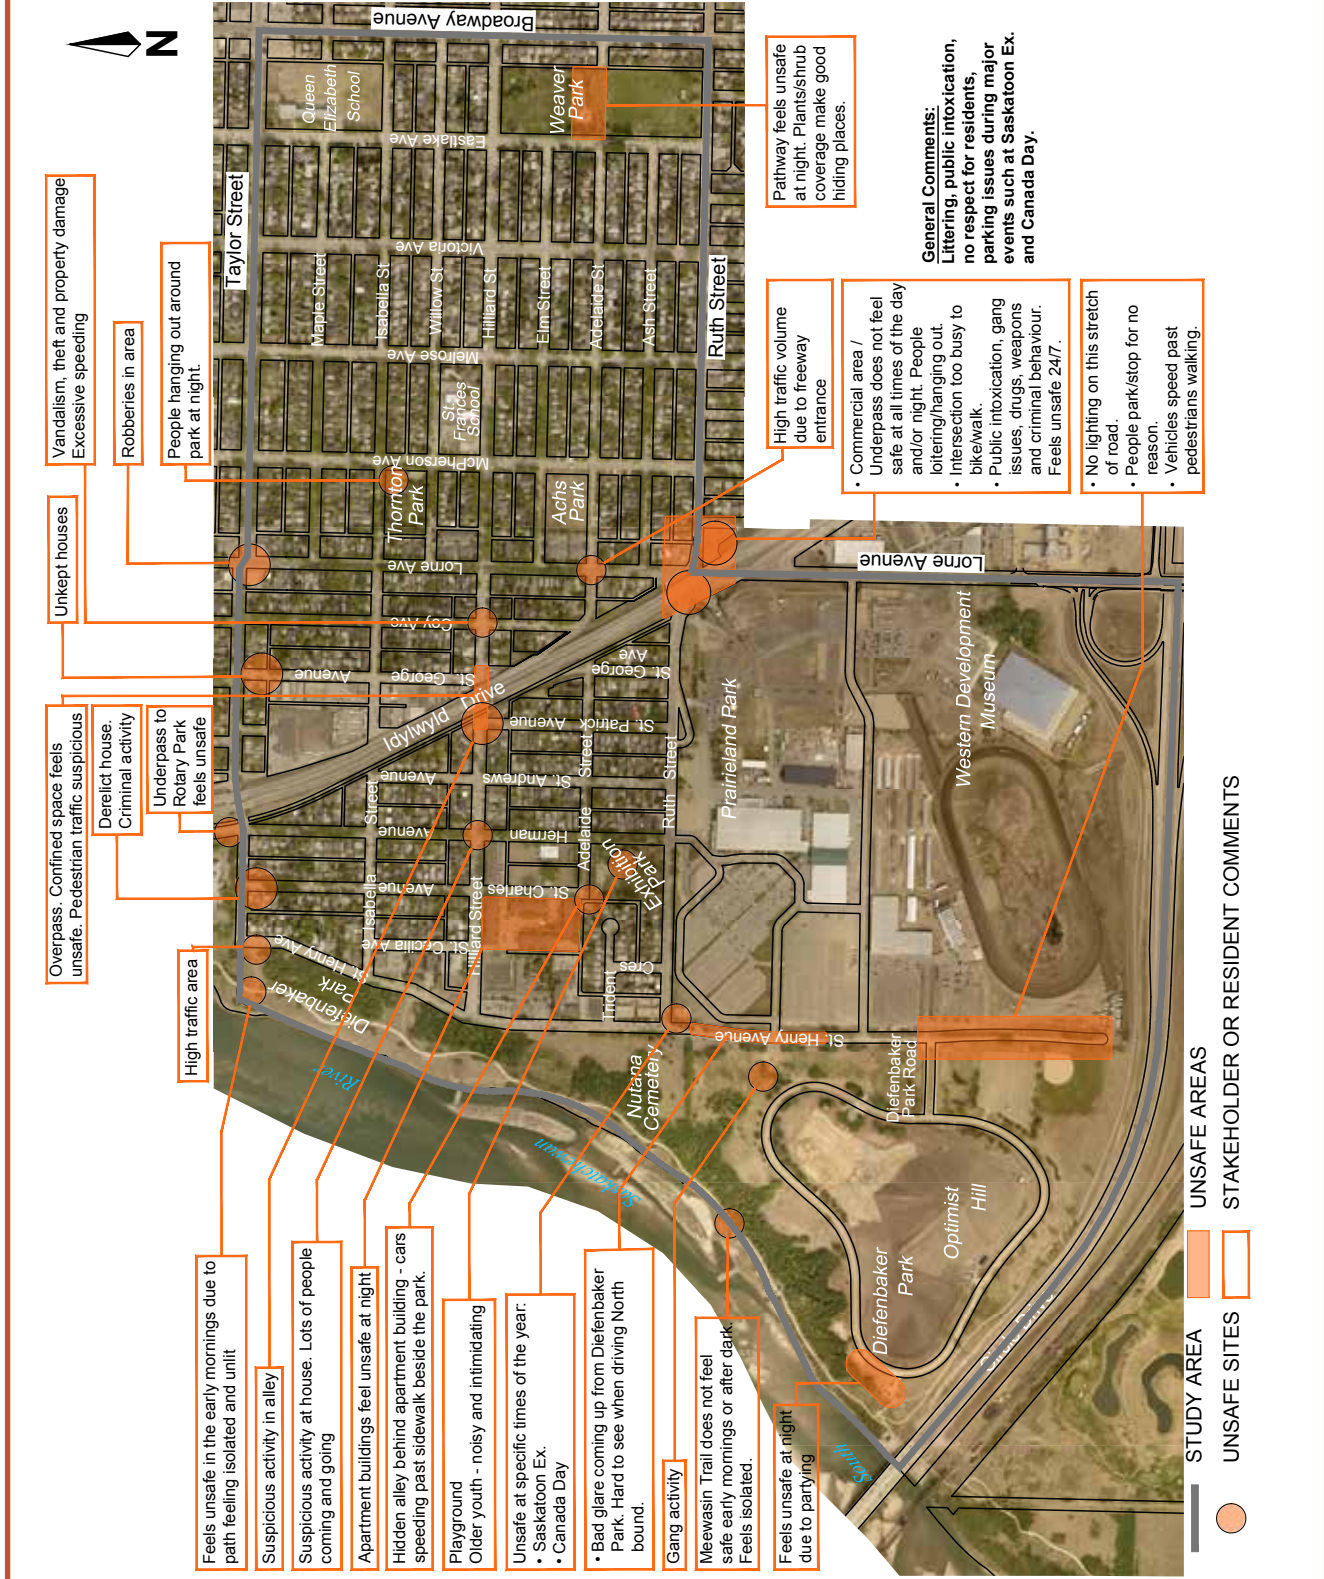 N
Vandalism, theft and property damage
Excessive speeding
Robberies in area
People hanging out around
park at night.
Unkept houses
Overpass. Confined space feels
unsafe. Pedestrian traffic suspicious
Derelict house.
Criminal activity
Underpass to
Rotary Park
feels unsafe
High traffic area
Feels unsafe in the early mornings due to
path feeling isolated and unlit
Suspicious activity in alley
Suspicious activity at house. Lots of people
coming and going
Apartment buildings feel unsafe at night
Hidden alley behind apartment building - cars
speeding past sidewalk beside the park.
Playground
Older youth - noisy and intimidating
Unsafe at specific times of the year:
• Saskatoon Ex.
• Canada Day
• Bad glare coming up from Diefenbaker
Park. Hard to see when driving North
bound.
Gang activity
Meewasin Trail does not feel
safe early mornings or after dark.
Feels isolated.
Feels unsafe at night
due to partying
Pathway feels unsafe
at night. Plants/shrub
coverage make good
hiding places.
General Comments:
Littering, public intoxication,
no respect for residents,
parking issues during major
events such at Saskatoon Ex.
and Canada Day.
High traffic volume
due to freeway
entrance
• Commercial area /
Underpass does not feel
safe at all times of the day
and/or night. People
loitering/hanging out.
• Intersection too busy to
bike/walk.
• Public intoxication, gang
issues, drugs, weapons
and criminal behaviour.
Feels unsafe 24/7.
• No lighting on this stretch
of road.
• People park/stop for no
reason.
• Vehicles speed past
pedestrians walking.
Taylor Street
Broadway Avenue
Ruth Street
Lorne Avenue
Queen
Elizabeth
School
Weaver
Park
Eastlake Ave
Victoria Ave
Maple Street
Isabella St
Willow St
Hilliard St
Elm Street
Adelaide St
Ash Street
Melrose Ave
St.
Frances
School
McPherson Ave
Thornton
Park
Achs
Park
Lorne Ave
Coy Ave
St. George
Avenue
St. George
Ave
Idylwyld Drive
St. Patrick Avenue
St. Andrews
Avenue
Herman
Avenue
St. Charles
Avenue
St. Cecilia Ave
St. Henry Ave
Isabella
Street
Hilliard Street
Adelaide
Street
Ruth
Street
Exhibition
Park
Trident
Cres
Diefenbaker
Park
St. Henry Avenue
Nutana
Cemetery
Prairieland Park
Western Development
Museum
Diefenbaker
Park Road
Optimist
Hill
Diefenbaker
Park
South
Saskatchewan
River
STUDY AREA
UNSAFE AREAS
UNSAFE SITES
STAKEHOLDER OR RESIDENT COMMENTS